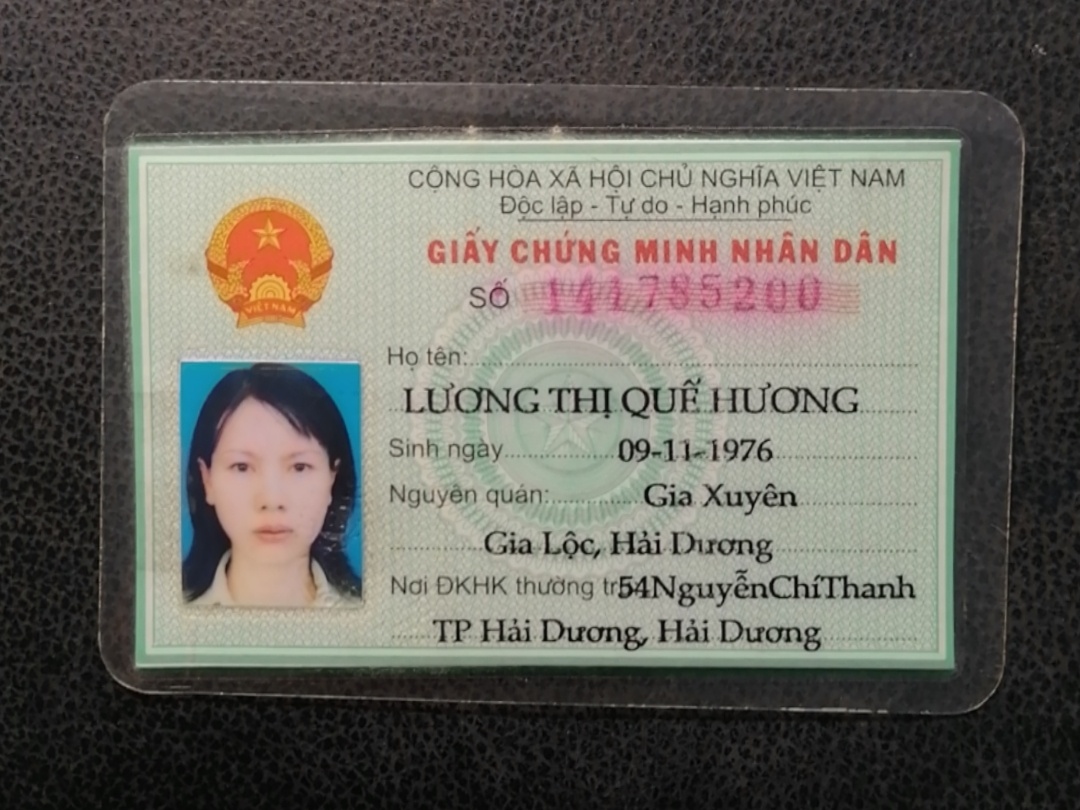 CỘNG HÒA XÃ HỘI CHỦ NGHĨA VIỆT NAM
Độc lập - Tự do - Hạnh phúc
GIẤY CHỨNG MINH NHÂN DÂN
SỐ 141785200
VIỆT NAM
Họ tên:
LƯƠNG THỊ QUẾ HƯƠNG
Sinh ngày 09-11-1976
Nguyên quán: Gia Xuyên
Gia Lộc, Hải Dương
Nơi ĐKHK thường tr 54NguyễnChíThanh
TP Hải Dương, Hải Dương